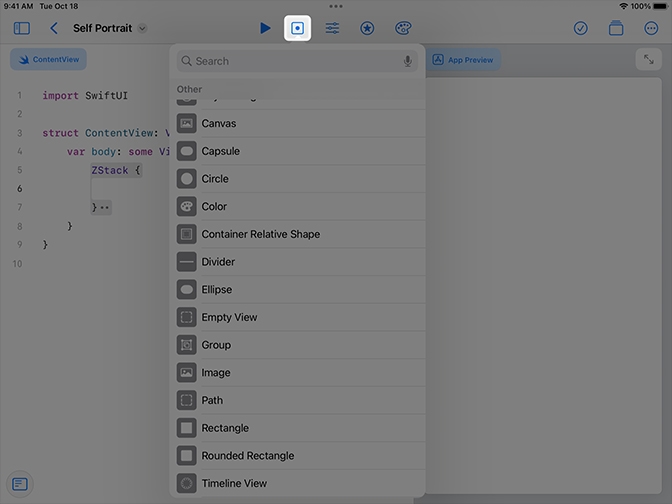 9:41 AM Tue Oct 18
100%
Self Portrait
ContentView
Search
App Preview
Other
1 import SwiftUI
2
3 struct ContentView: V
4 var body: some Vi
5 ZStack {
6
7 }
8 }
9 }
10
Canvas
Capsule
Circle
Color
Container Relative Shape
Divider
Ellipse
Empty View
Group
Image
Path
Rectangle
Rounded Rectangle
Timeline View